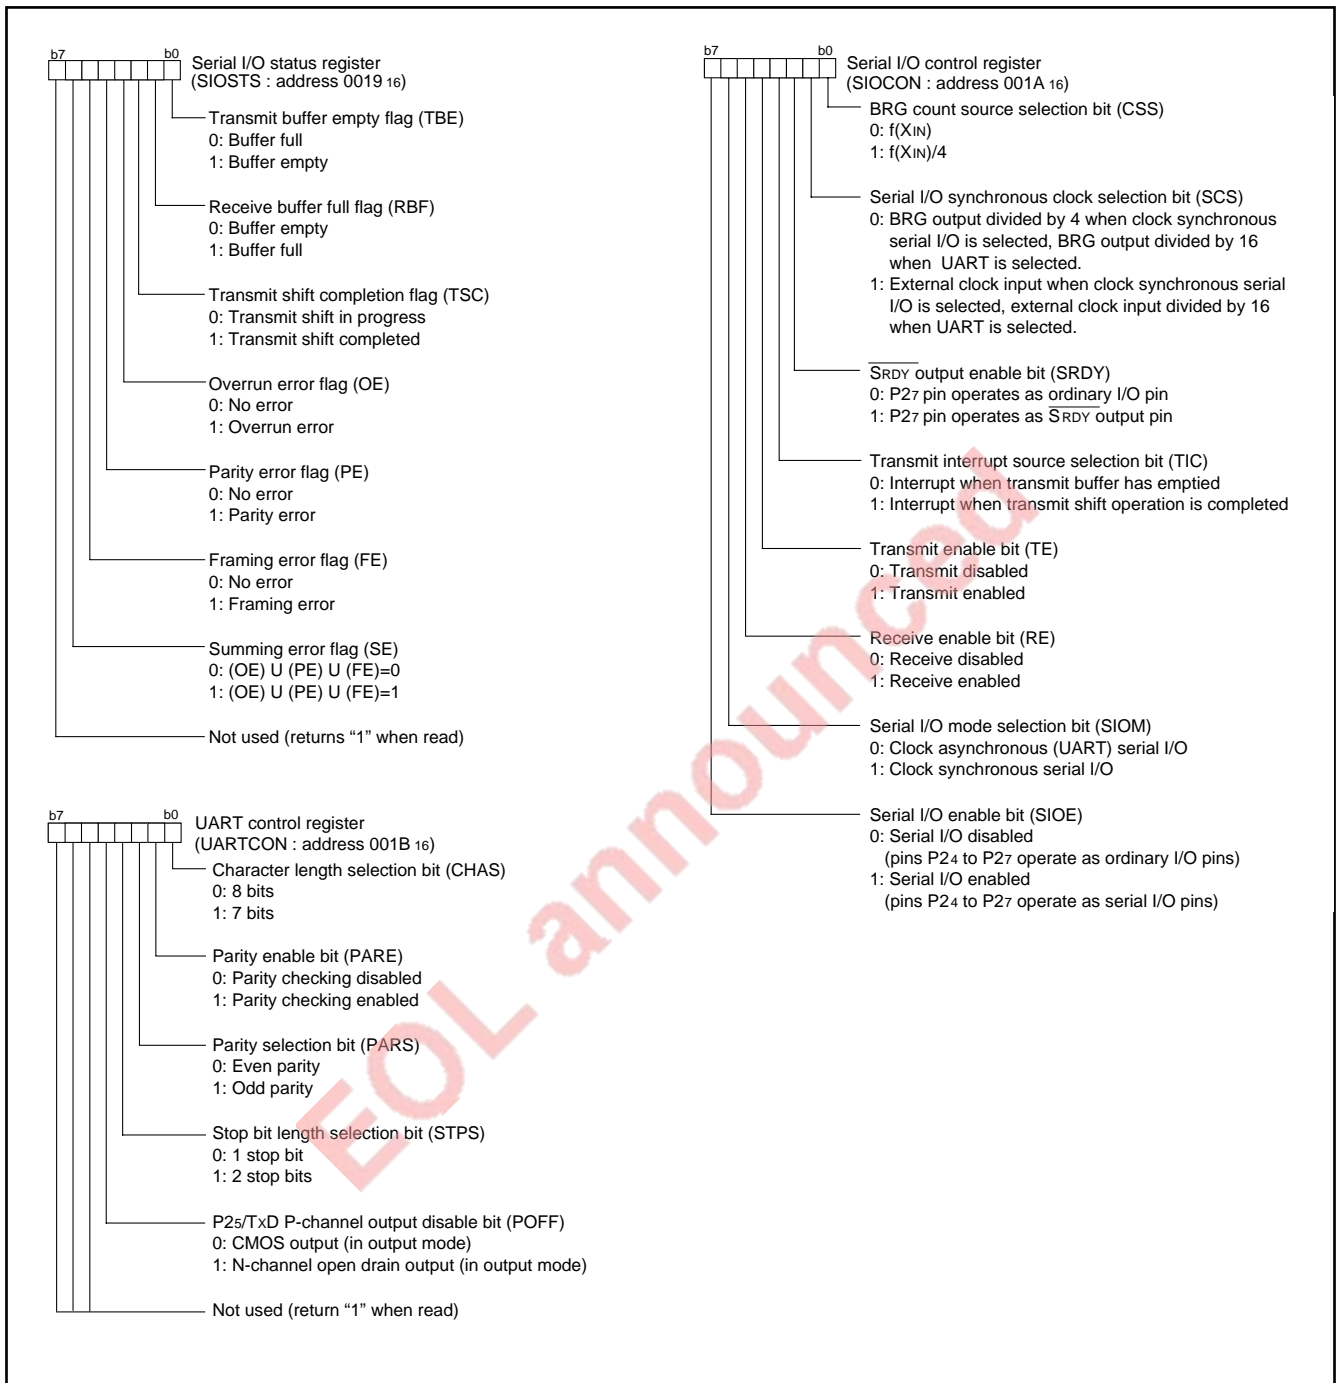 b7 b0
Serial I/O status register
(SIOSTS : address 0019 16)
Transmit buffer empty flag (TBE)
0: Buffer full
1: Buffer empty
Receive buffer full flag (RBF)
0: Buffer empty
1: Buffer full
Transmit shift completion flag (TSC)
0: Transmit shift in progress
1: Transmit shift completed
Overrun error flag (OE)
0: No error
1: Overrun error
Parity error flag (PE)
0: No error
1: Parity error
Framing error flag (FE)
0: No error
1: Framing error
Summing error flag (SE)
0: (OE) U (PE) U (FE)=0
1: (OE) U (PE) U (FE)=1
Not used (returns “1” when read)
b7 b0
UART control register
(UARTCON : address 001B 16)
Character length selection bit (CHAS)
0: 8 bits
1: 7 bits
Parity enable bit (PARE)
0: Parity checking disabled
1: Parity checking enabled
Parity selection bit (PARS)
0: Even parity
1: Odd parity
Stop bit length selection bit (STPS)
0: 1 stop bit
1: 2 stop bits
P25/TXD P-channel output disable bit (POFF)
0: CMOS output (in output mode)
1: N-channel open drain output (in output mode)
Not used (return “1” when read)
b7 b0
Serial I/O control register
(SIOCON : address 001A 16)
BRG count source selection bit (CSS)
0: f(XIN)
1: f(XIN)/4
Serial I/O synchronous clock selection bit (SCS)
0: BRG output divided by 4 when clock synchronous
serial I/O is selected, BRG output divided by 16
when UART is selected.
1: External clock input when clock synchronous serial
I/O is selected, external clock input divided by 16
when UART is selected.
SRDY output enable bit (SRDY)
0: P27 pin operates as ordinary I/O pin
1: P27 pin operates as SRDY output pin
Transmit interrupt source selection bit (TIC)
0: Interrupt when transmit buffer has emptied
1: Interrupt when transmit shift operation is completed
Transmit enable bit (TE)
0: Transmit disabled
1: Transmit enabled
Receive enable bit (RE)
0: Receive disabled
1: Receive enabled
Serial I/O mode selection bit (SIOM)
0: Clock asynchronous (UART) serial I/O
1: Clock synchronous serial I/O
Serial I/O enable bit (SIOE)
0: Serial I/O disabled
(pins P24 to P27 operate as ordinary I/O pins)
1: Serial I/O enabled
(pins P24 to P27 operate as serial I/O pins)
EOL announced